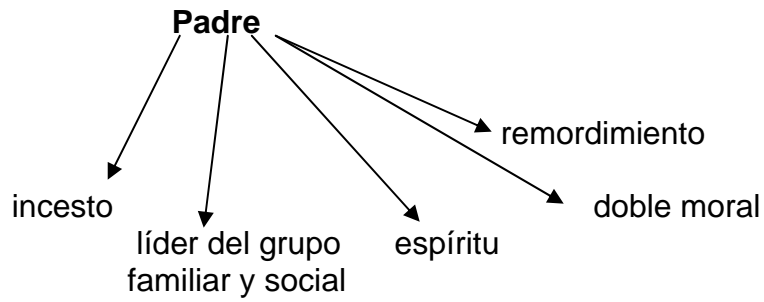 Padre
remordimiento
incesto
doble moral
líder del grupo
familiar y social
espíritu